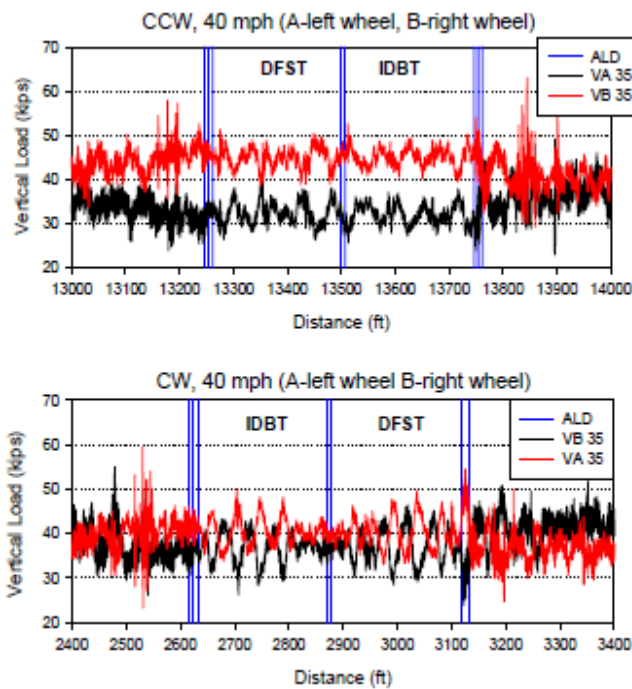 CCW, 40 mph (A-left wheel, B-right wheel)
70
60
50
40
30
20
Vertical Load (kips)
DFST
IDBT
ALD
VA 35
VB 35
13000 13100 13200 13300 13400 13500 13600 13700 13800 13900 14000
Distance (ft)
CW, 40 mph (A-left wheel B-right wheel)
70
60
50
40
30
20
Vertical Load (kips)
IDBT
DFST
ALD
VB 35
VA 35
2400 2500 2600 2700 2800 2900 3000 3100 3200 3300 3400
Distance (ft)